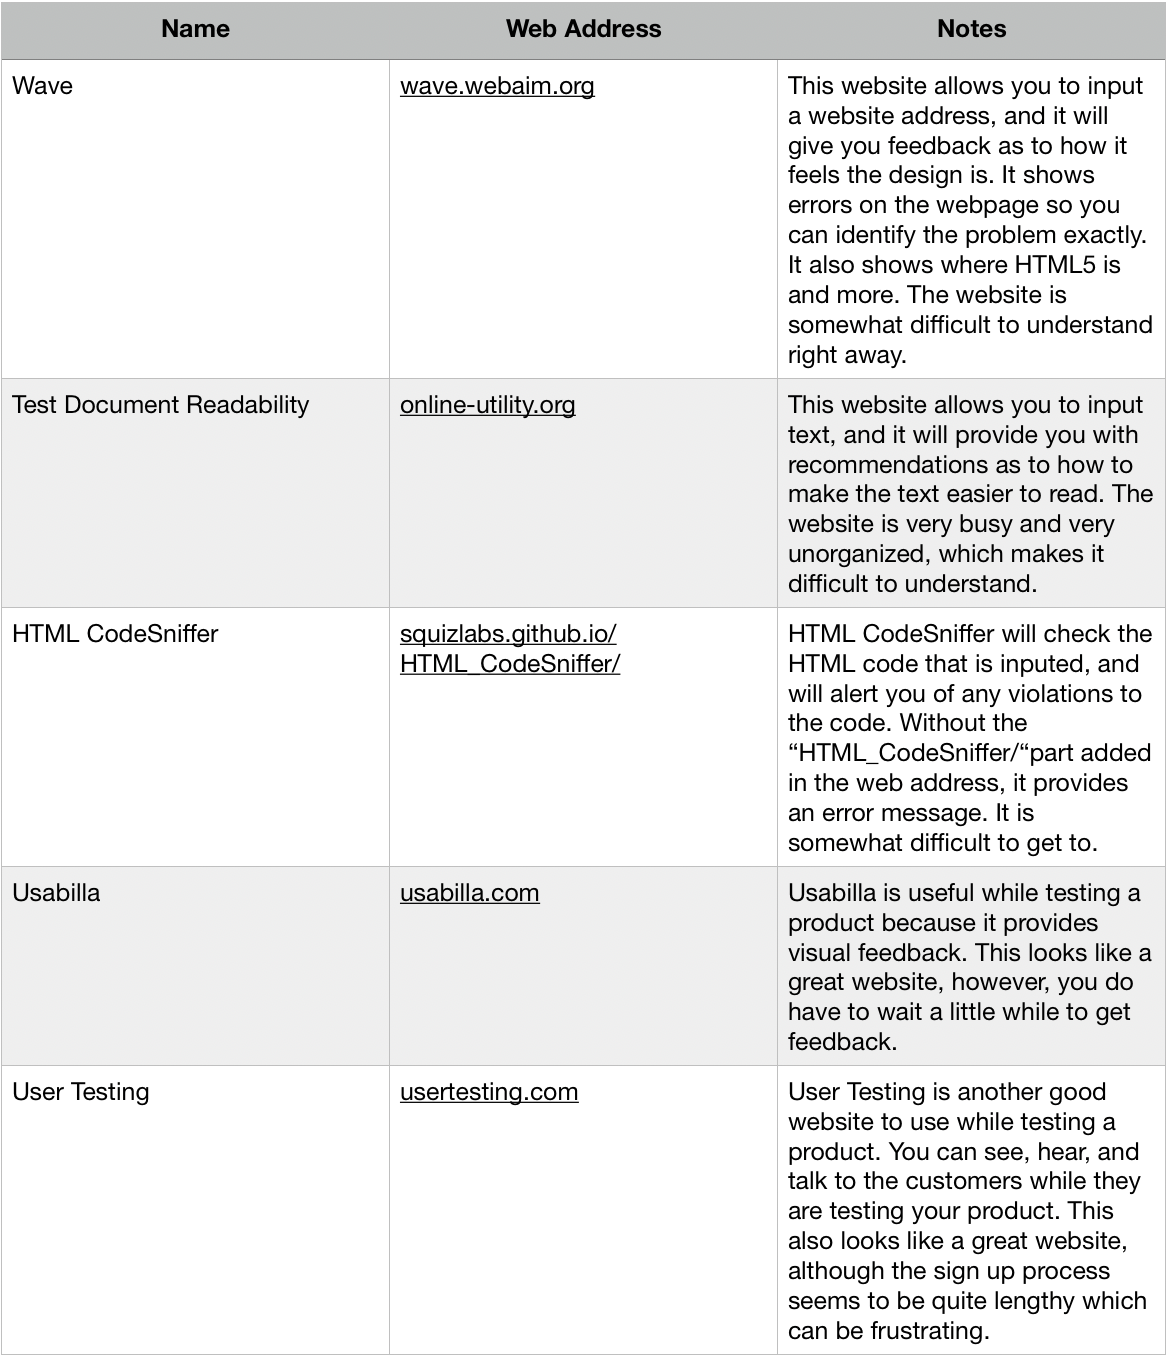 Name Web Address Notes
Wave
wave.webaim.org
This website allows you to input
a website address, and it will
give you feedback as to how it
feels the design is. It shows
errors on the webpage so you
can identify the problem exactly.
It also shows where HTML5 is
and more. The website is
somewhat difficult to understand
right away.
Test Document Readability
online-utility.org
This website allows you to input
text, and it will provide you with
recommendations as to how to
make the text easier to read. The
website is very busy and very
unorganized, which makes it
difficult to understand.
HTML CodeSniffer
squizlabs.github.io/
HTML_CodeSniffer/
HTML CodeSniffer will check the
HTML code that is inputed, and
will alert you of any violations to
the code. Without the
“HTML_CodeSniffer/“part added
in the web address, it provides
an error message. It is
somewhat difficult to get to.
Usabilla
usabilla.com
Usabilla is useful while testing a
product because it provides
visual feedback. This looks like a
great website, however, you do
have to wait a little while to get
feedback.
User Testing
usertesting.com
User Testing is another good
website to use while testing a
product. You can see, hear, and
talk to the customers while they
are testing your product. This
also looks like a great website,
although the sign up process
seems to be quite lengthy which
can be frustrating.